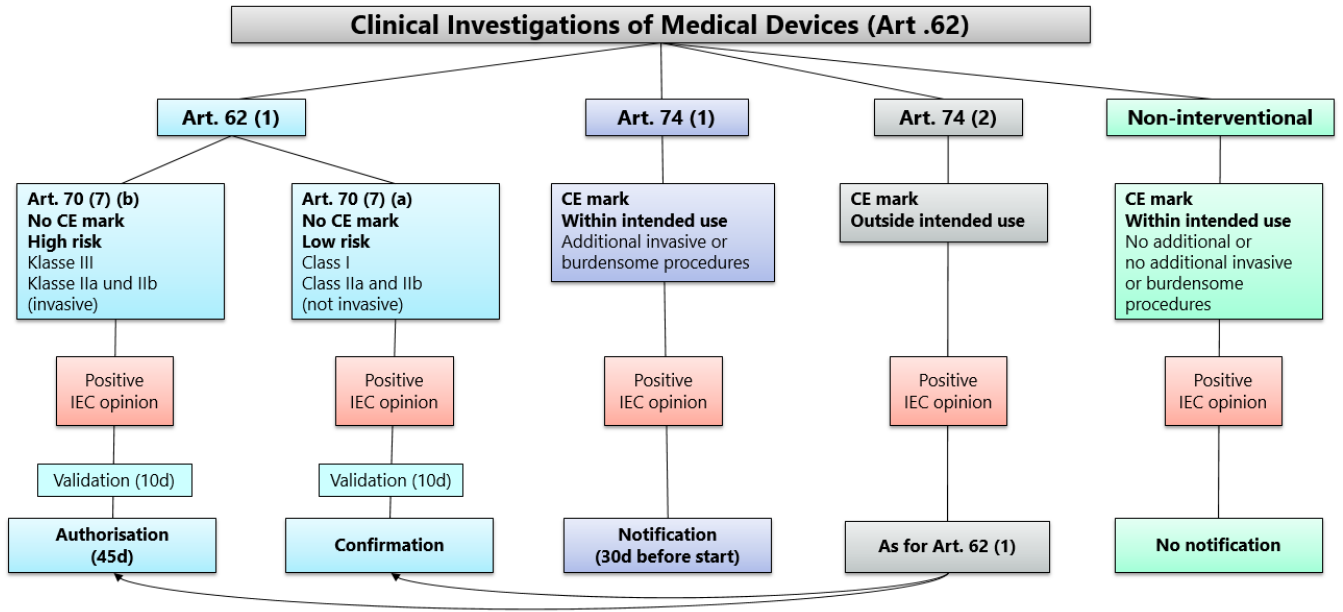 Clinical Investigations of Medical Devices (Art .62)
Art. 62 (1)
Art. 74 (1)
Art. 74 (2)
Non-interventional
Art. 70 (7) (b)
No CE mark
High risk
Klasse III
Klasse IIa und IIb
(invasive)
Art. 70 (7) (a)
No CE mark
Low risk
Class I
Class IIa and IIb
(not invasive)
CE mark
Within intended use
Additional invasive or
burdensome procedures
CE mark
Outside intended use
CE mark
Within intended use
No additional or
no additional invasive
or burdensome
procedures
Positive
IEC opinion
Positive
IEC opinion
Positive
IEC opinion
Positive
IEC opinion
Positive
IEC opinion
Validation (10d)
Validation (10d)
Authorisation
(45d)
Confirmation
Notification
(30d before start)
As for Art. 62 (1)
No notification